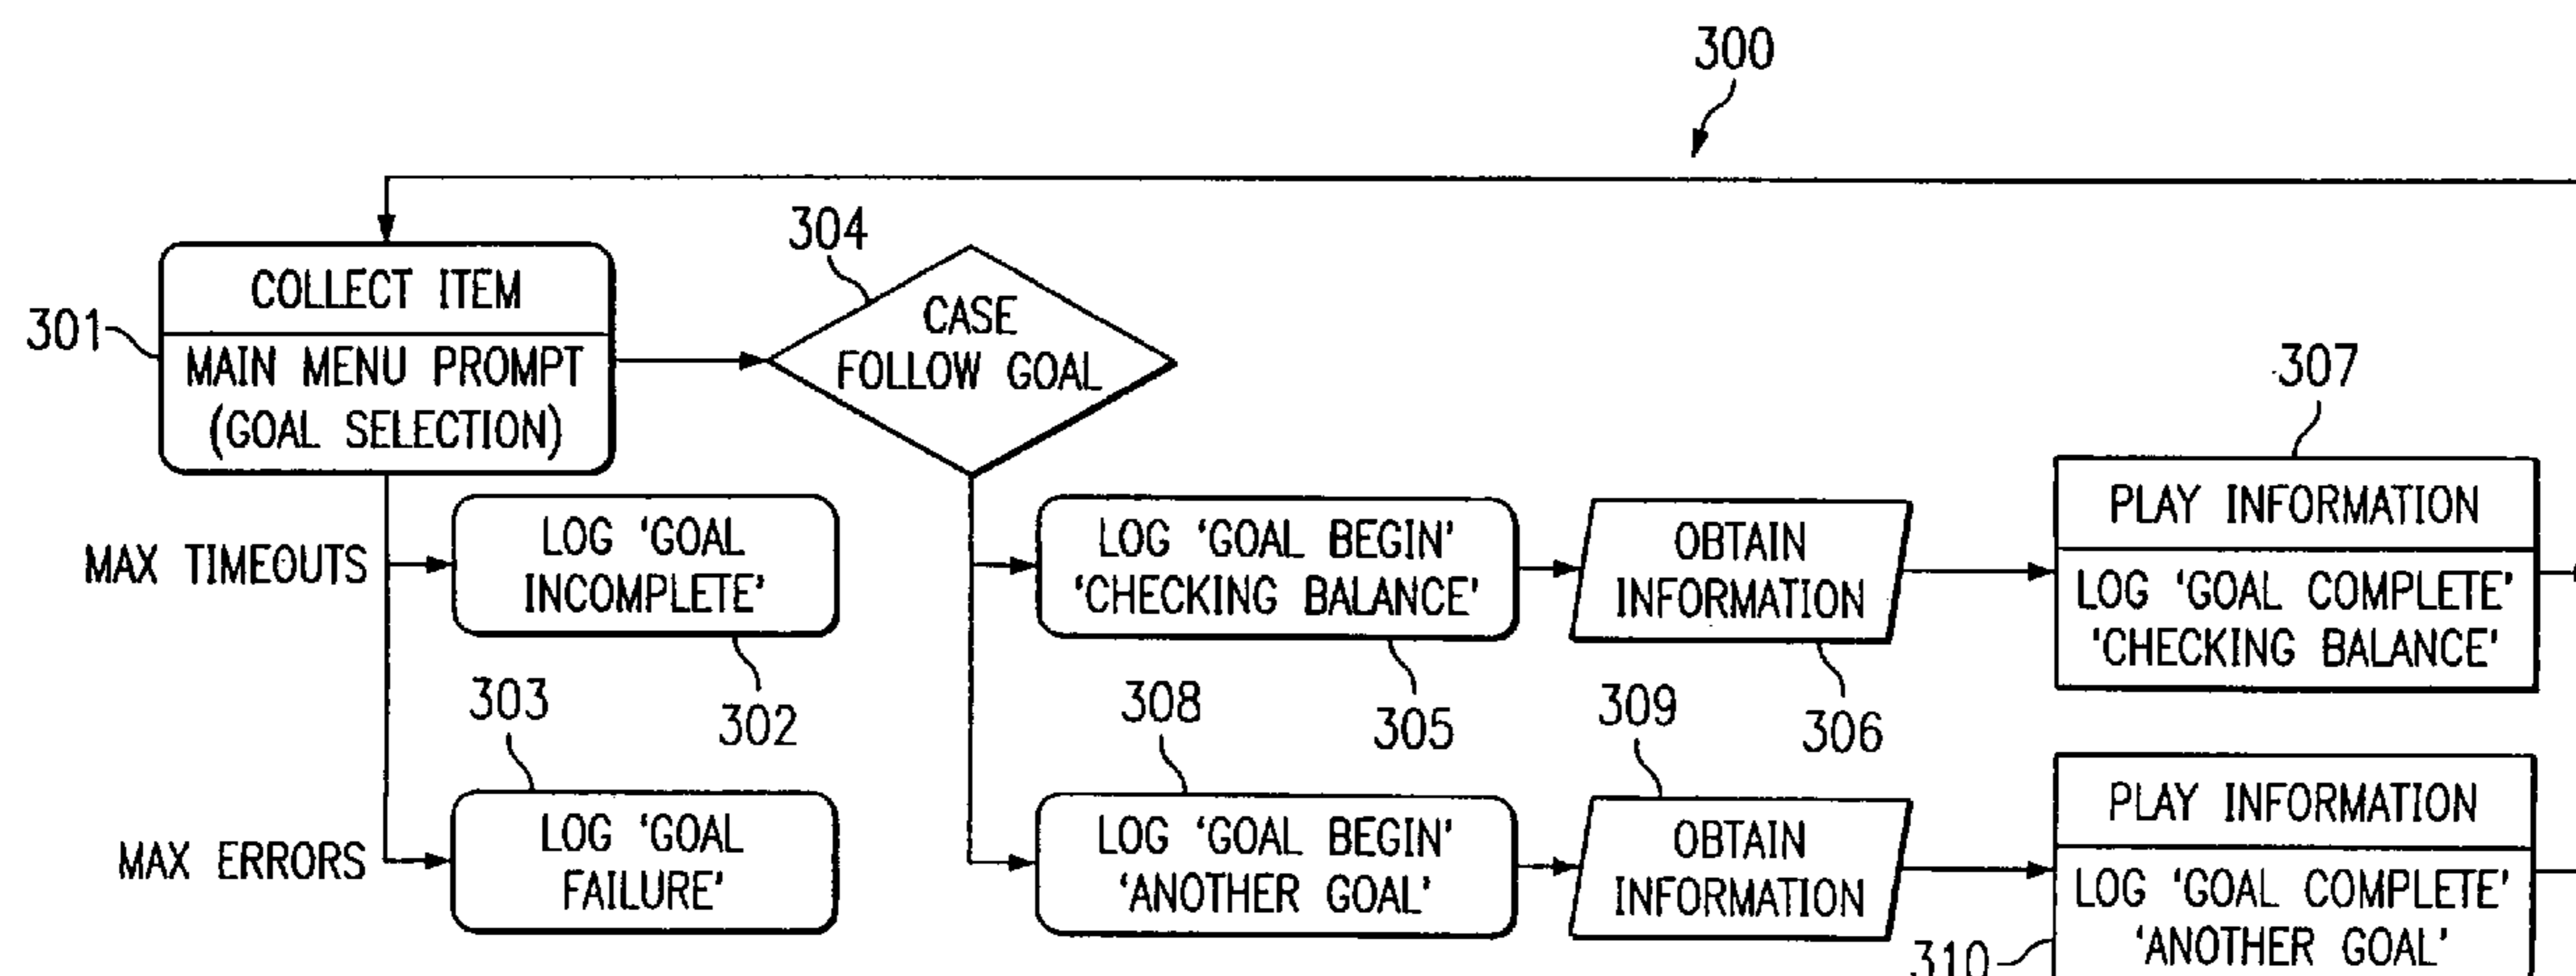 300
304
COLLECT ITEM
301
MAIN MENU PROMPT
(GOAL SELECTION)
CASE
FOLLOW GOAL
307
MAX TIMEOUTS
LOG 'GOAL
INCOMPLETE'
302
LOG 'GOAL BEGIN'
'CHECKING BALANCE'
305
OBTAIN
INFORMATION
306
PLAY INFORMATION
LOG 'GOAL COMPLETE'
'CHECKING BALANCE'
303
308
309
MAX ERRORS
LOG 'GOAL
FAILURE'
LOG 'GOAL BEGIN'
'ANOTHER GOAL'
OBTAIN
INFORMATION
PLAY INFORMATION
LOG 'GOAL COMPLETE'
'ANOTHER GOAL'
310